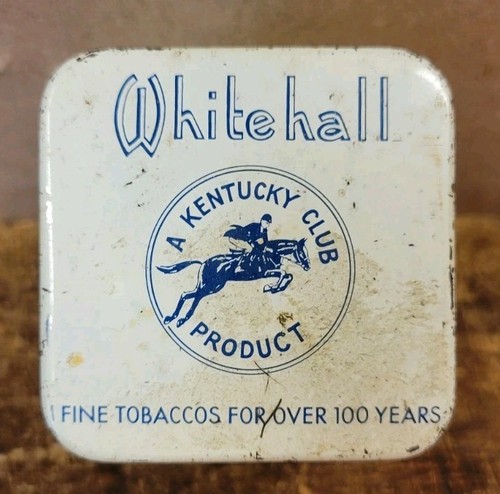 Whitehall
A KENTUCKY CLUB
PRODUCT
FINE TOBACCOS FOR OVER 100 YEARS